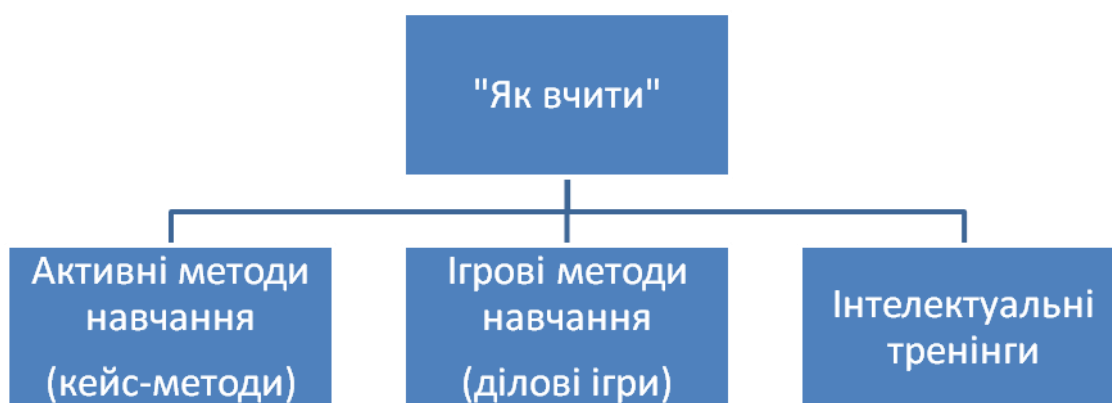 "Як вчити"
Активні методи
навчання
(кейс-методи)
Ігрові методи
навчання
(ділові ігри)
Інтелектуальні
тренінги